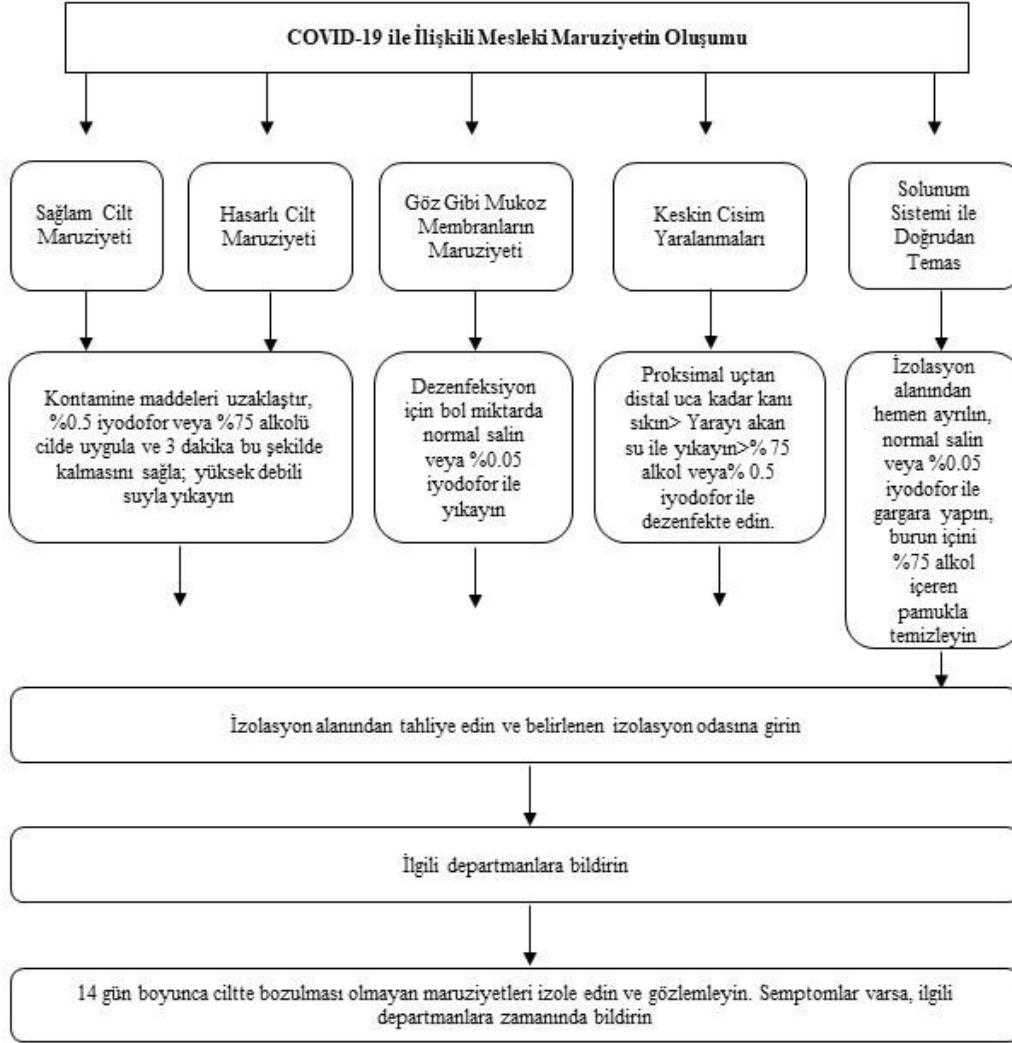 COVID-19 ile İlişkili Mesleki Maruziyetin Oluşumu
Sağlam Cilt
Maruziyeti
Hasarlı Cilt
Maruziyeti
Göz Gibi Mukoz
Membranların
Maruziyeti
Keskin Cisim
Yaralanmaları
Solunum
Sistemi ile
Doğrudan
Temas
Kontamine maddeleri uzaklaştır,
%0.5 iyodofor veya %75 alkolü
cilde uygula ve 3 dakika bu şekilde
kalmasını sağla; yüksek debili
suyla yıkayın
Dezenfeksiyon
için bol miktarda
normal salin
veya %0.05
iyodofor ile
yıkayın
Proksimal uçtan
distal uca kadar kanı
sıkın> Yarayı akan
su ile yıkayın>% 75
alkol veya% 0.5
iyodofor ile
dezenfekte edin.
İzolasyon
alanından
hemen ayrılın,
normal salin
veya %0.05
iyodofor ile
gargara yapın,
burun içini
%75 alkol
içeren
pamukla
temizleyin
İzolasyon alanından tahliye edin ve belirlenen izolasyon odasına girin
İlgili departmanlara bildirin
14 gün boyunca ciltte bozulması olmayan maruziyetleri izole edin ve gözlemleyin. Semptomlar varsa, ilgili
departmanlara zamanında bildirin